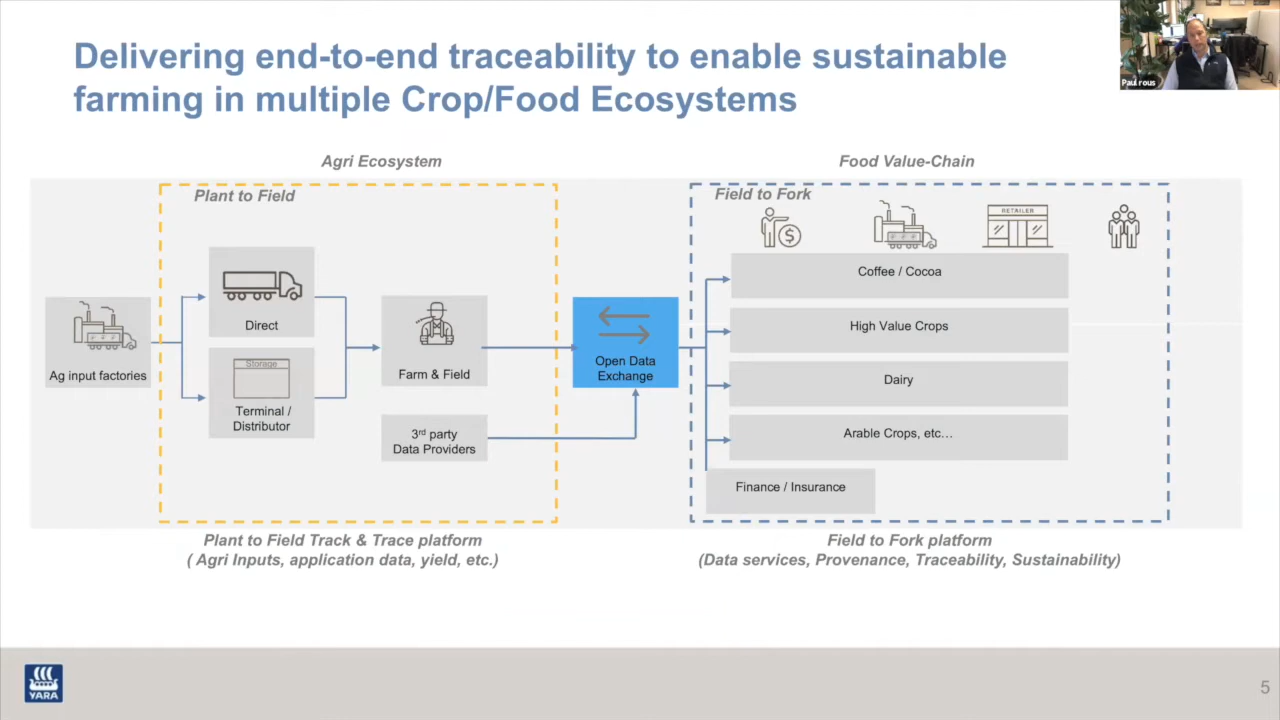 Delivering end-to-end traceability to enable sustainable
farming in multiple Crop/Food Ecosystems
Paul rous
Agri Ecosystem
Food Value-Chain
Plant to Field
Field to Fork
RETAILER
Ag input factories
Direct
Storage
Terminal /
Distributor
Farm & Field
3rd party
Data Providers
Open Data
Exchange
Coffee / Cocoa
High Value Crops
Dairy
Arable Crops, etc…
Finance / Insurance
Plant to Field Track & Trace platform
( Agri Inputs, application data, yield, etc.)
Field to Fork platform
(Data services, Provenance, Traceability, Sustainability)
YARA
5